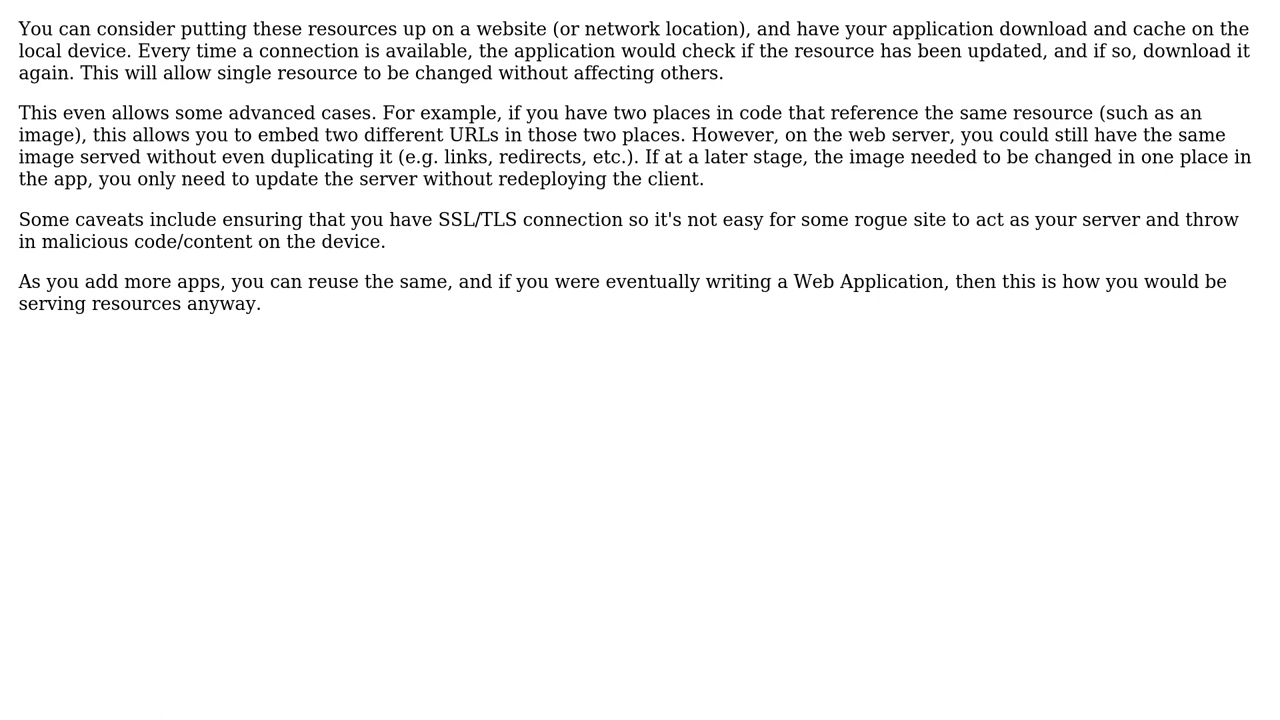 You can consider putting these resources up on a website (or network location), and have your application download and cache on the
local device. Every time a connection is available, the application would check if the resource has been updated, and if so, download it
again. This will allow single resource to be changed without affecting others.
This even allows some advanced cases. For example, if you have two places in code that reference the same resource (such as an
image), this allows you to embed two different URLs in those two places. However, on the web server, you could still have the same
image served without even duplicating it (e.g. links, redirects, etc.). If at a later stage, the image needed to be changed in one place in
the app, you only need to update the server without redeploying the client.
Some caveats include ensuring that you have SSL/TLS connection so it's not easy for some rogue site to act as your server and throw
in malicious code/content on the device.
As you add more apps, you can reuse the same, and if you were eventually writing a Web Application, then this is how you would be
serving resources anyway.